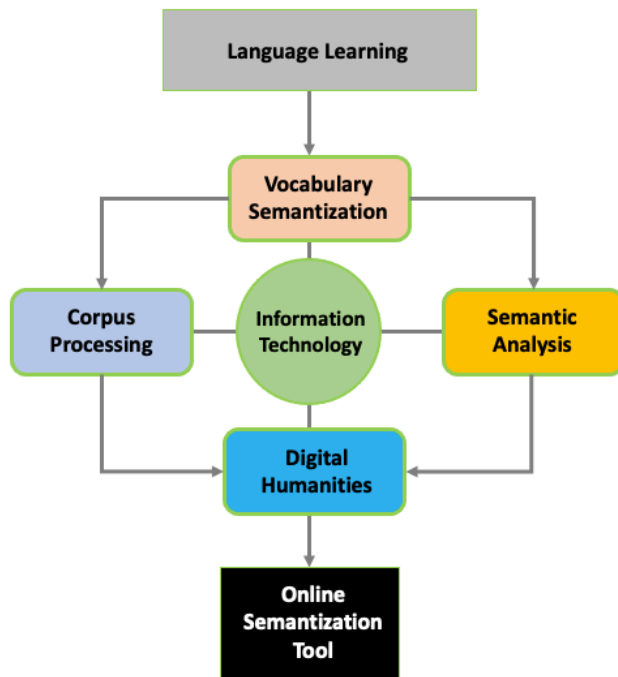 Language Learning
Vocabulary
Semantization
Corpus
Processing
Information
Technology
Semantic
Analysis
Digital
Humanities
Online
Semantization
Tool